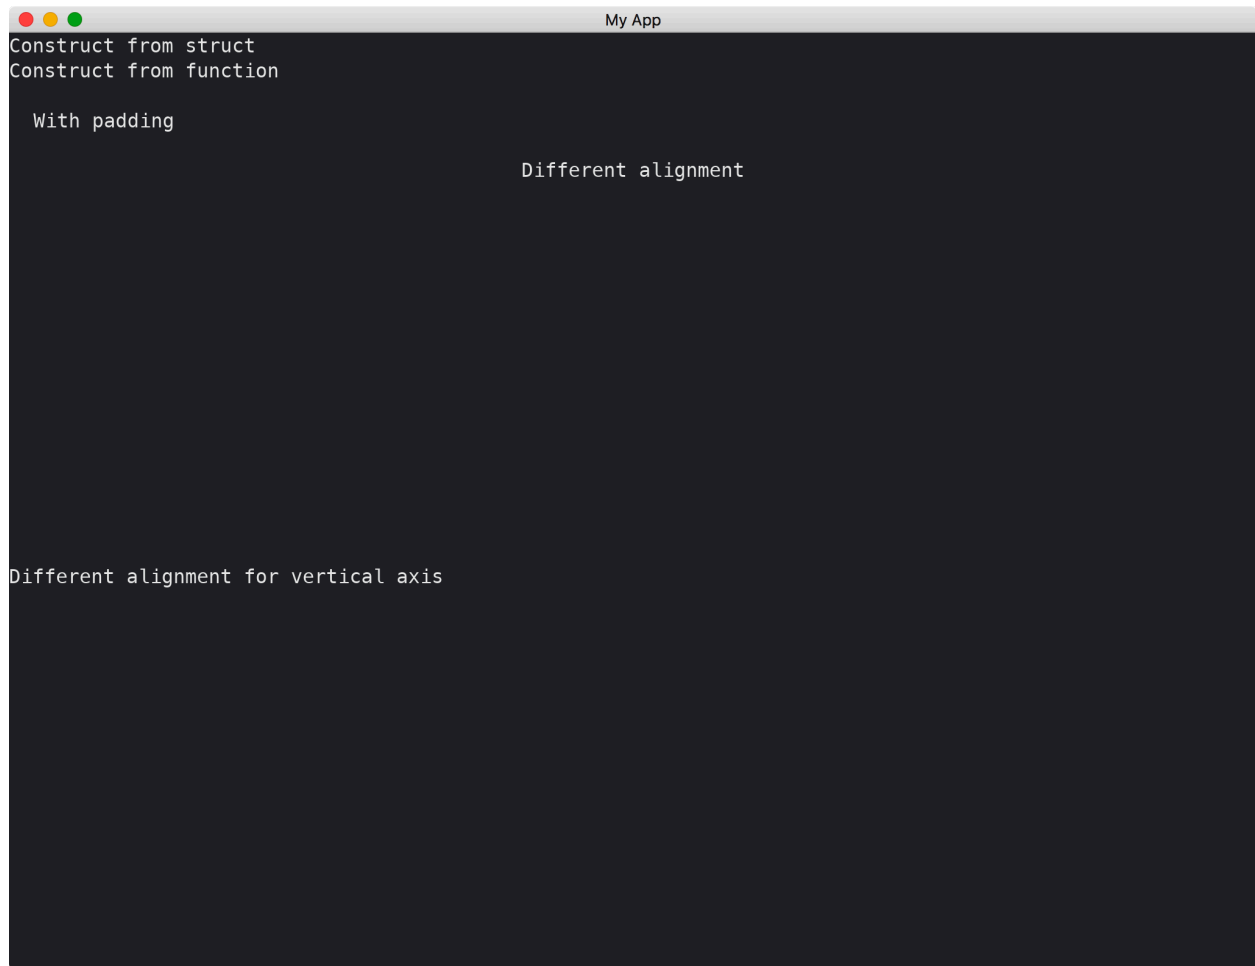 My App
Construct from struct
Construct from function
With padding
Different alignment
Different alignment for vertical axis